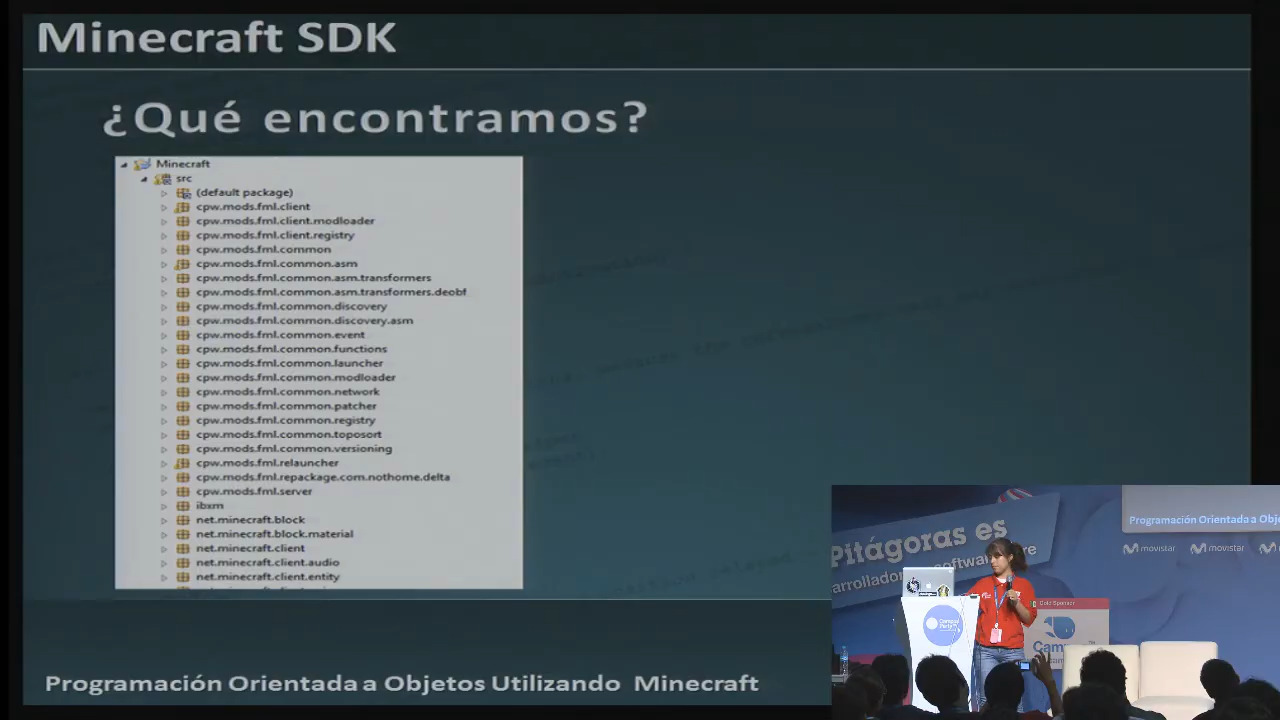 Minecraft SDK
¿Qué encontramos?
Minecraft
src
(default package)
cpw.mods.fml.client
cpw.mods.fml.client.modloader
cpw.mods.fml.client.registry
cpw.mods.fml.common
cpw.mods.fml.common.asm
cpw.mods.fml.common.asm.transformers
cpw.mods.fml.common.asm.transformers.deobf
cpw.mods.fml.common.discovery
cpw.mods.fml.common.discovery.asm
cpw.mods.fml.common.event
cpw.mods.fml.common.functions
cpw.mods.fml.common.launcher
cpw.mods.fml.common.modloader
cpw.mods.fml.common.network
cpw.mods.fml.common.patcher
cpw.mods.fml.common.registry
cpw.mods.fml.common.toposort
cpw.mods.fml.common.versioning
cpw.mods.fml.relauncher
cpw.mods.fml.repackage.com.nothome.delta
cpw.mods.fml.server
ibxm
net.minecraft.block
net.minecraft.block.material
net.minecraft.client
net.minecraft.client.audio
net.minecraft.client.entity
Programación Orientada a Objetos Utilizando Minecraft
Programación Orientada a Obje
Pitágoras es
movistar movistar
Gold Sponsor